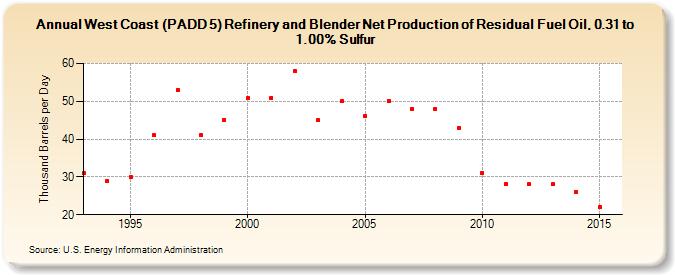 Annual West Coast (PADD 5) Refinery and Blender Net Production of Residual Fuel Oil, 0.31 to
1.00% Sulfur
Thousand Barrels per Day
60
50
40
30
20
1995
2000
2005
2010
2015
Source: U.S. Energy Information Administration